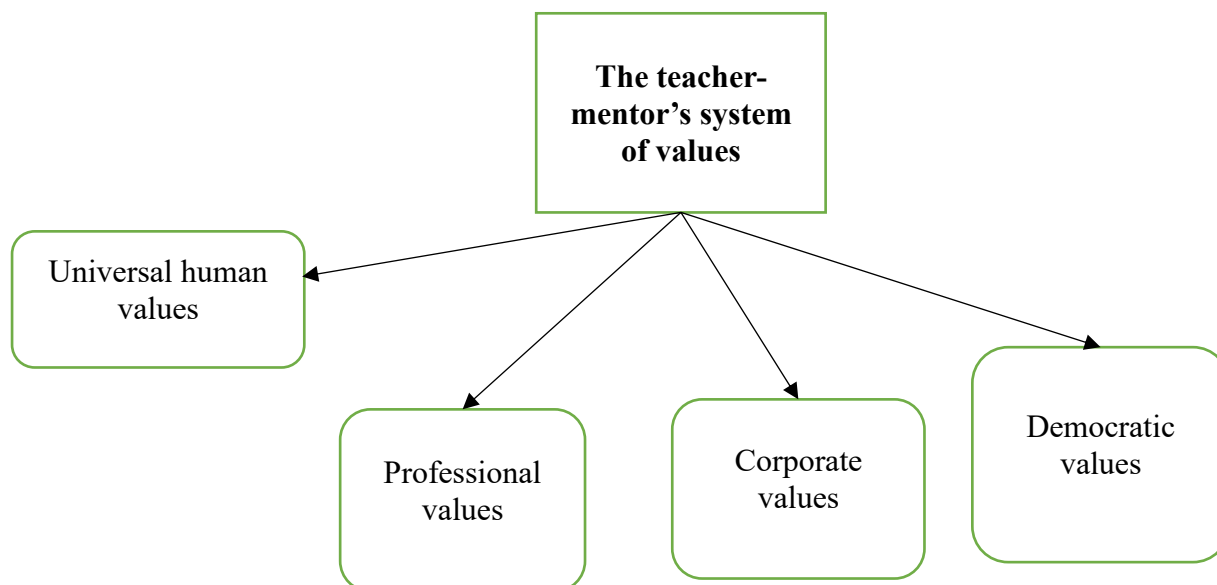 The teacher-
mentor’s system
of values
Universal human
values
Professional
values
Corporate
values
Democratic
values